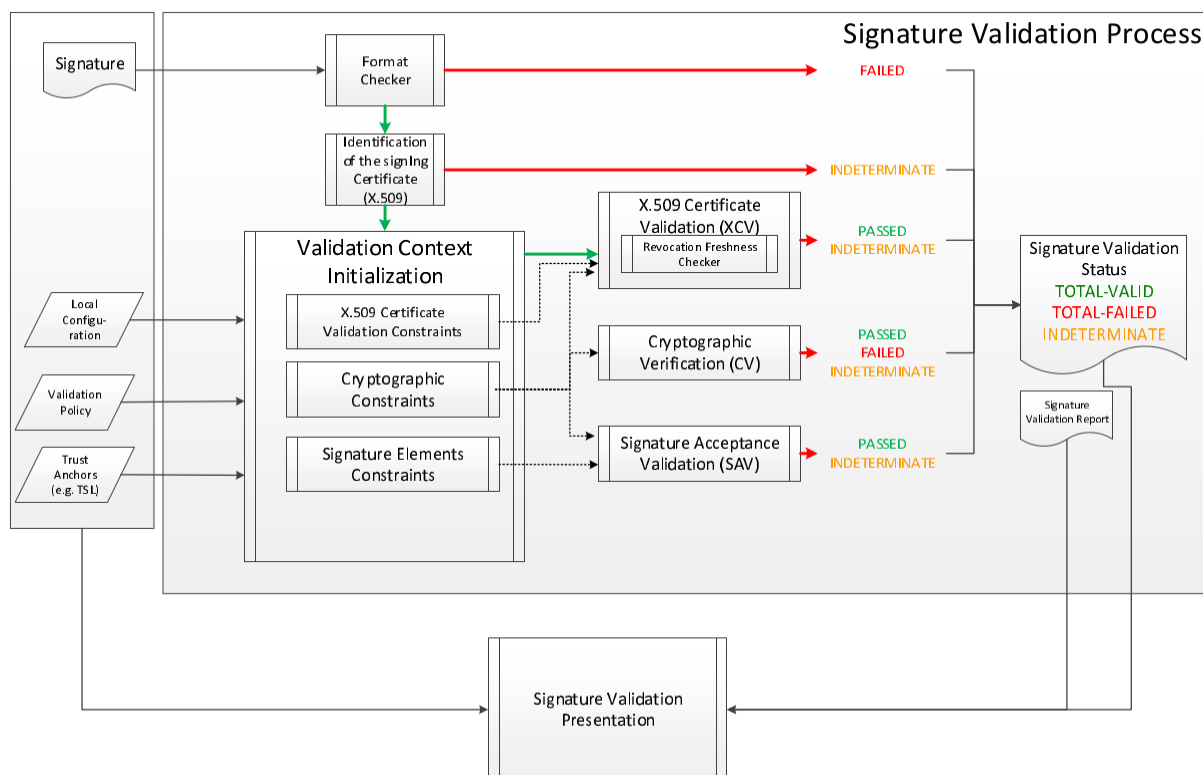 Signature Validation Process
Signature
Format
Checker
FAILED
Identification
of the signing
Certificate
(X.509)
INDETERMINATE
X.509 Certificate
Validation (XCV)
Revocation Freshness
Checker
PASSED
INDETERMINATE
Validation Context
Initialization
X.509 Certificate
Validation Constraints
Cryptographic
Constraints
Signature Elements
Constraints
Local
Configu-
ration
Validation
Policy
Trust
Anchors
(e.g. TSL)
Cryptographic
Verification (CV)
PASSED
FAILED
INDETERMINATE
Signature Acceptance
Validation (SAV)
PASSED
INDETERMINATE
Signature Validation
Status
TOTAL-VALID
TOTAL-FAILED
INDETERMINATE
Signature
Validation Report
Signature Validation
Presentation